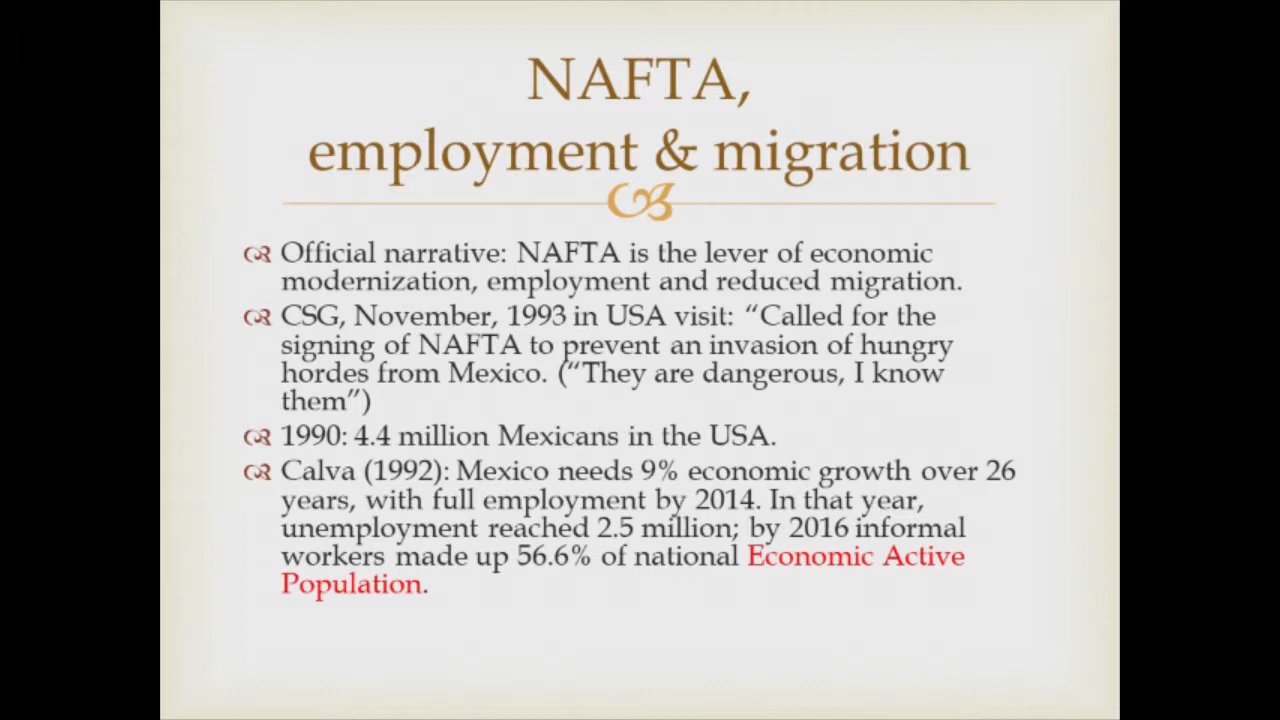 NAFTA,
employment & migration
Official narrative: NAFTA is the lever of economic
modernization, employment and reduced migration.
CSG, November, 1993 in USA visit: “Called for the
signing of NAFTA to prevent an invasion of hungry
hordes from Mexico. (“They are dangerous, I know
them”)
1990: 4.4 million Mexicans in the USA.
Calva (1992): Mexico needs 9% economic growth over 26
years, with full employment by 2014. In that year,
unemployment reached 2.5 million; by 2016 informal
workers made up 56.6% of national Economic Active
Population.